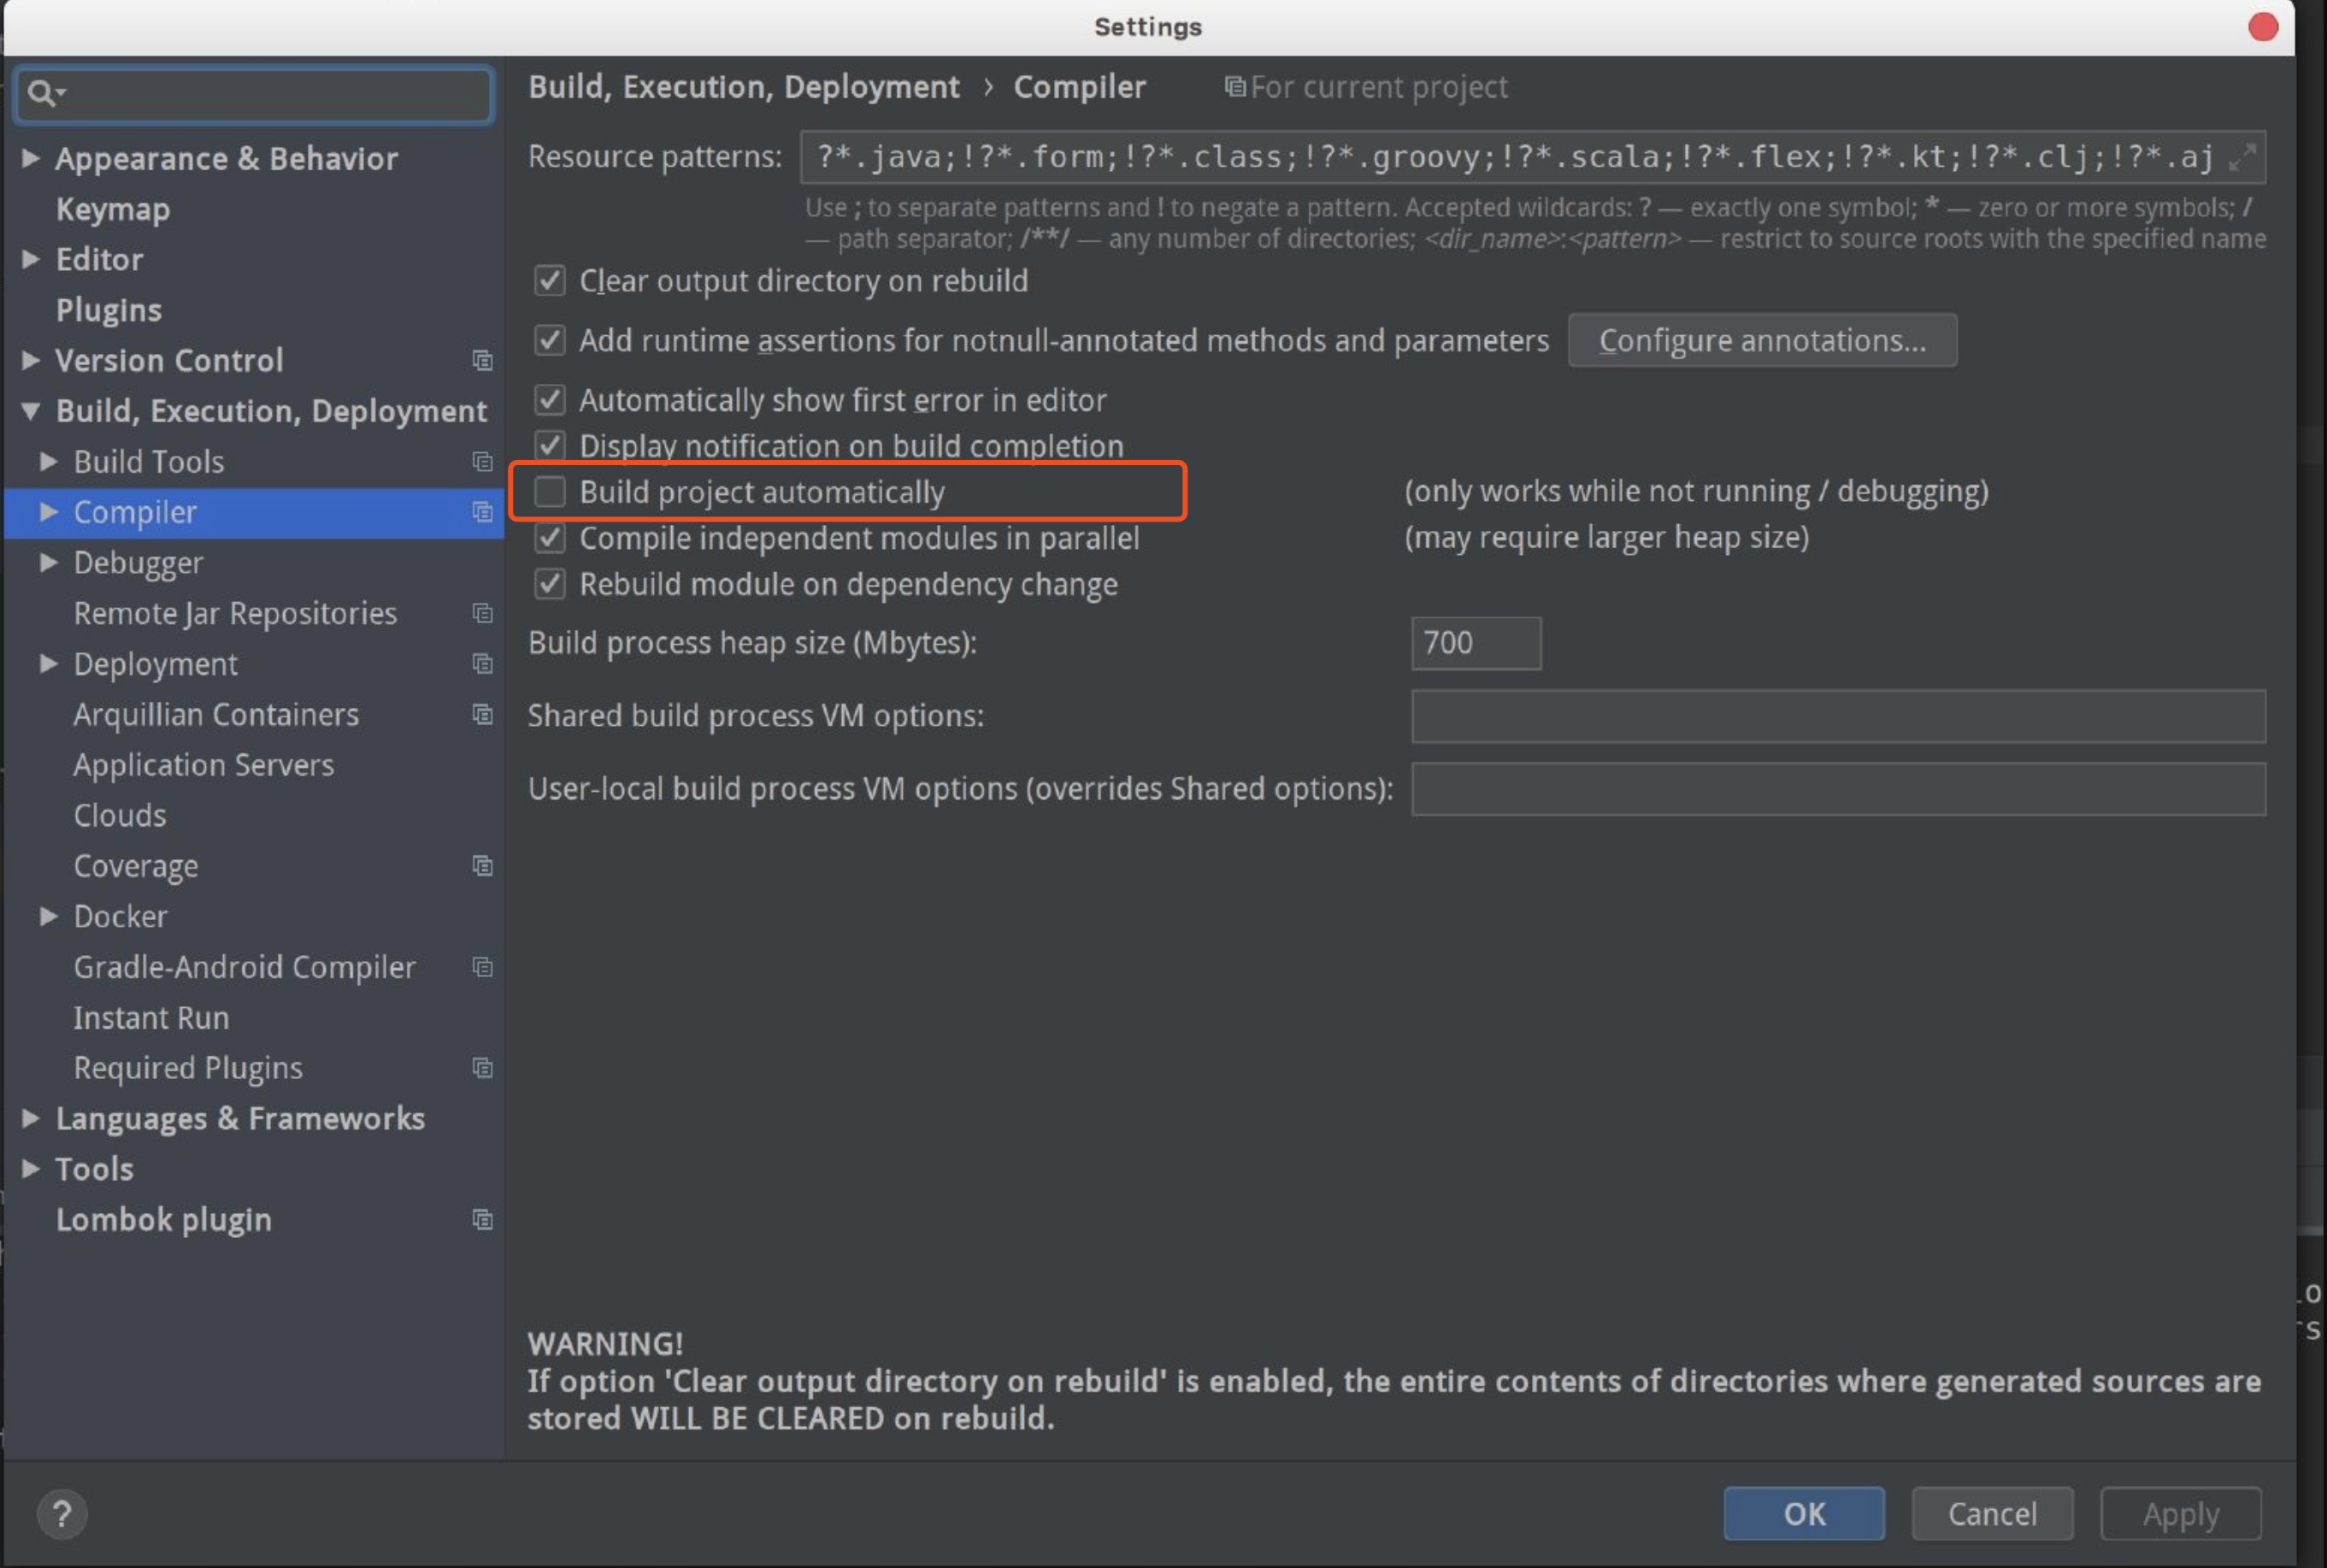 Settings
Appearance & Behavior
Keymap
Editor
Plugins
Version Control
Build, Execution, Deployment
Build Tools
Compiler
Debugger
Remote Jar Repositories
Deployment
Arquillian Containers
Application Servers
Clouds
Coverage
Docker
Gradle-Android Compiler
Instant Run
Required Plugins
Languages & Frameworks
Tools
Lombok plugin
Build, Execution, Deployment › Compiler For current project
Resource patterns: ?*.java;!?*.form;!?*.class;!?*.groovy;!?*.scala;!?*.flex;!?*.kt;!?*.clj;!?*.aj
Use ; to separate patterns and ! to negate a pattern. Accepted wildcards: ? — exactly one symbol; * — zero or more symbols; /
— path separator; /**/ — any number of directories; <dir_name>:<pattern> — restrict to source roots with the specified name
Clear output directory on rebuild
Add runtime assertions for notnull-annotated methods and parameters Configure annotations...
Automatically show first error in editor
Display notification on build completion
Build project automatically (only works while not running / debugging)
Compile independent modules in parallel (may require larger heap size)
Rebuild module on dependency change
Build process heap size (Mbytes): 700
Shared build process VM options:
User-local build process VM options (overrides Shared options):
WARNING!
If option 'Clear output directory on rebuild' is enabled, the entire contents of directories where generated sources are
stored WILL BE CLEARED on rebuild.
? OK Cancel Apply